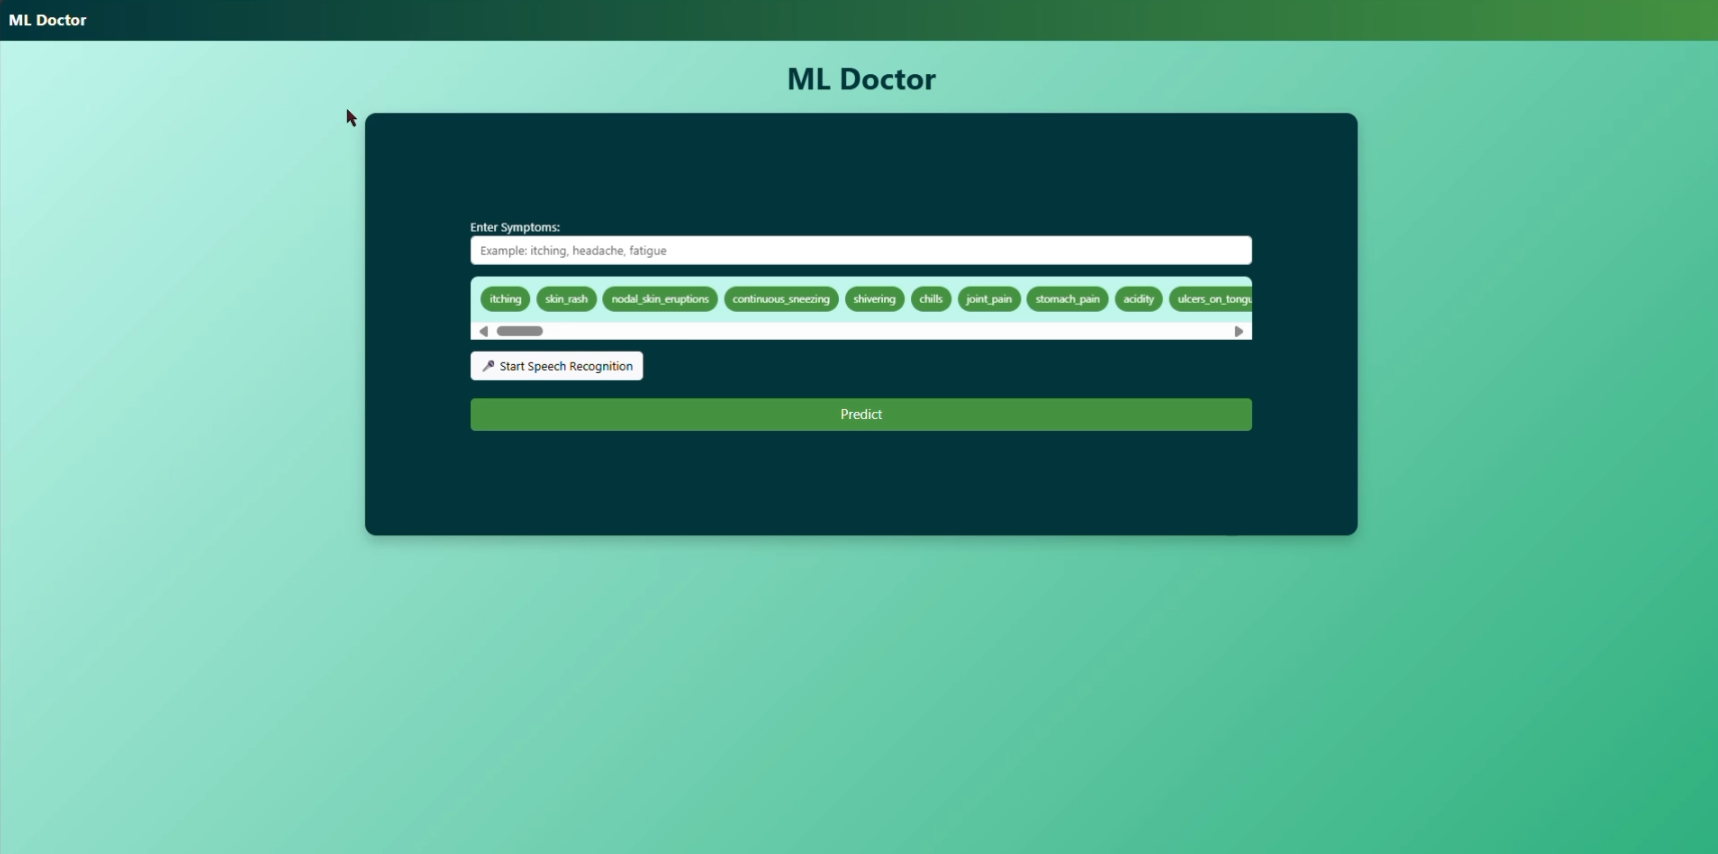 ML Doctor
ML Doctor
Enter Symptoms:
Example: itching, headache, fatigue
itching skin_rash nodal_skin_eruptions continuous_sneezing shivering chills joint_pain stomach_pain acidity ulcers_on_tongu
Start Speech Recognition
Predict